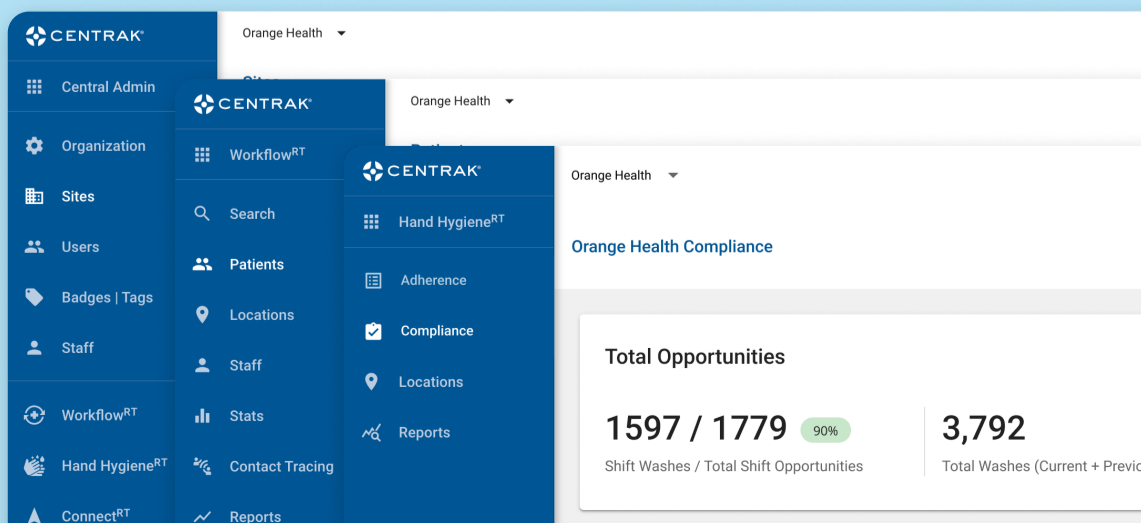 CENTRAK®
Central Admin
Organization
Sites
Users
Badges | Tags
Staff
WorkflowRT
Hand HygieneRT
ConnectRT
Orange Health
CENTRAK®
WorkflowRT
Search
Patients
Locations
Staff
Stats
Contact Tracing
Reports
Orange Health
CENTRAK®
Hand HygieneRT
Adherence
Compliance
Locations
Reports
Orange Health
Orange Health Compliance
Total Opportunities
1597 / 1779 90%
Shift Washes / Total Shift Opportunities
3,792
Total Washes (Current + Previo